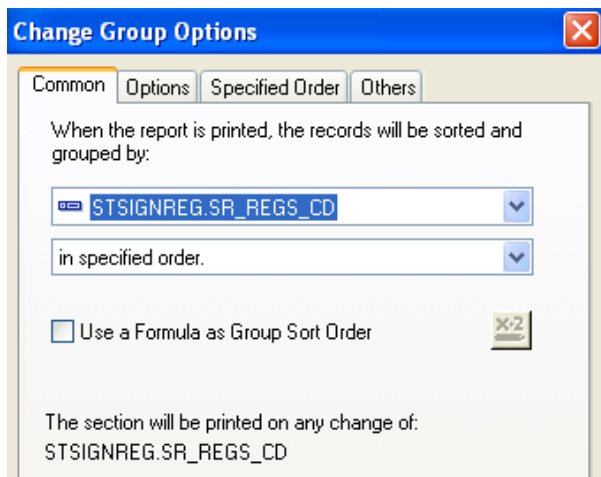 Change Group Options
Common Options Specified Order Others
When the report is printed, the records will be sorted and
grouped by:
STSIGNREG.SR_REGS_CD
in specified order.
Use a Formula as Group Sort Order
x·2
The section will be printed on any change of:
STSIGNREG.SR_REGS_CD